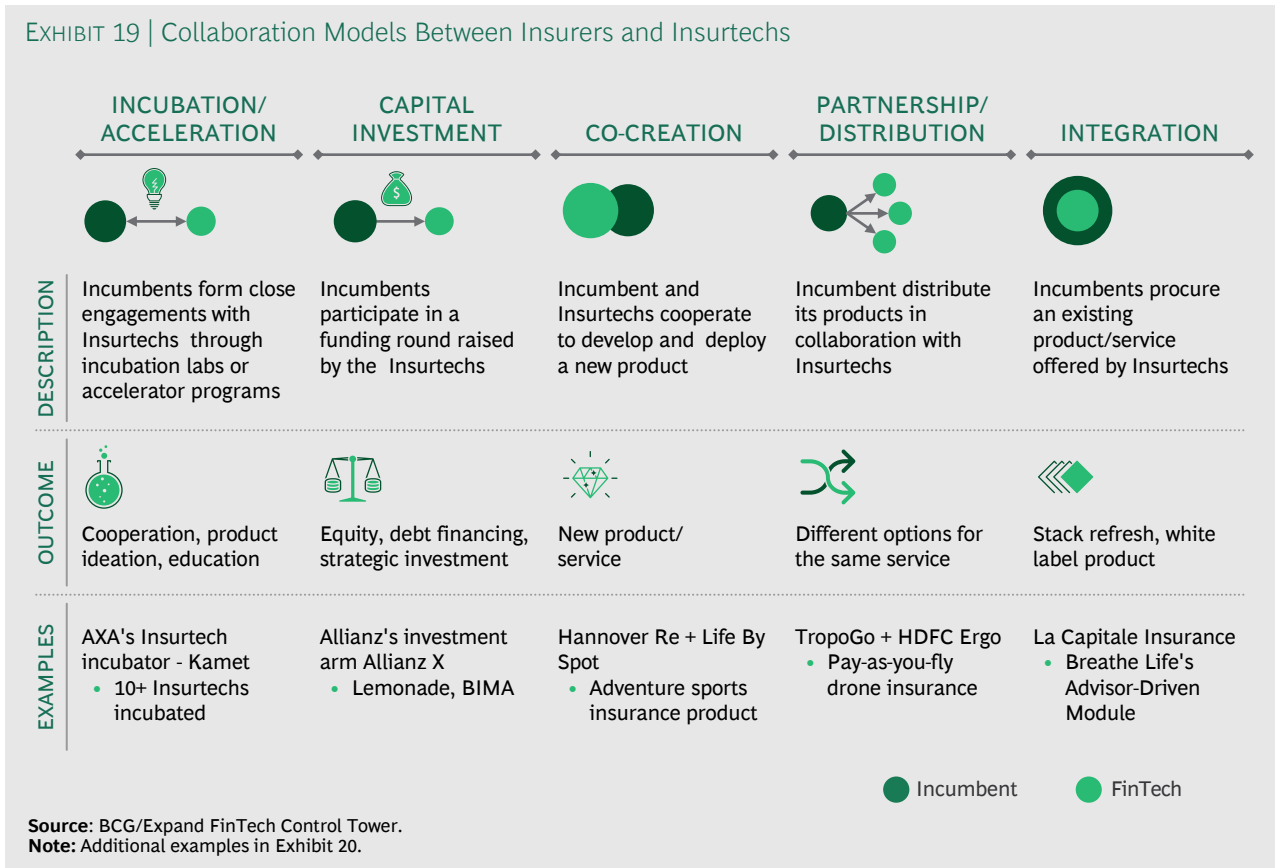 EXHIBIT 19 | Collaboration Models Between Insurers and Insurtechs
INCUBATION/
ACCELERATION
CAPITAL
INVESTMENT
CO-CREATION
PARTNERSHIP/
DISTRIBUTION
INTEGRATION
$
DESCRIPTION
Incumbents form close
engagements with
Insurtechs through
incubation labs or
accelerator programs
Incumbents
participate in a
funding round raised
by the Insurtechs
Incumbent and
Insurtechs cooperate
to develop and deploy
a new product
Incumbent distribute
its products in
collaboration with
Insurtechs
Incumbents procure
an existing
product/service
offered by Insurtechs
OUTCOME
Cooperation, product
ideation, education
Equity, debt financing,
strategic investment
New product/
service
Different options for
the same service
Stack refresh, white
label product
EXAMPLES
AXA's Insurtech
incubator - Kamet
• 10+ Insurtechs
incubated
Allianz's investment
arm Allianz X
• Lemonade, BIMA
Hannover Re + Life By
Spot
• Adventure sports
insurance product
TropoGo + HDFC Ergo
• Pay-as-you-fly
drone insurance
La Capitale Insurance
• Breathe Life's
Advisor-Driven
Module
Incumbent
FinTech
Source: BCG/Expand FinTech Control Tower.
Note: Additional examples in Exhibit 20.